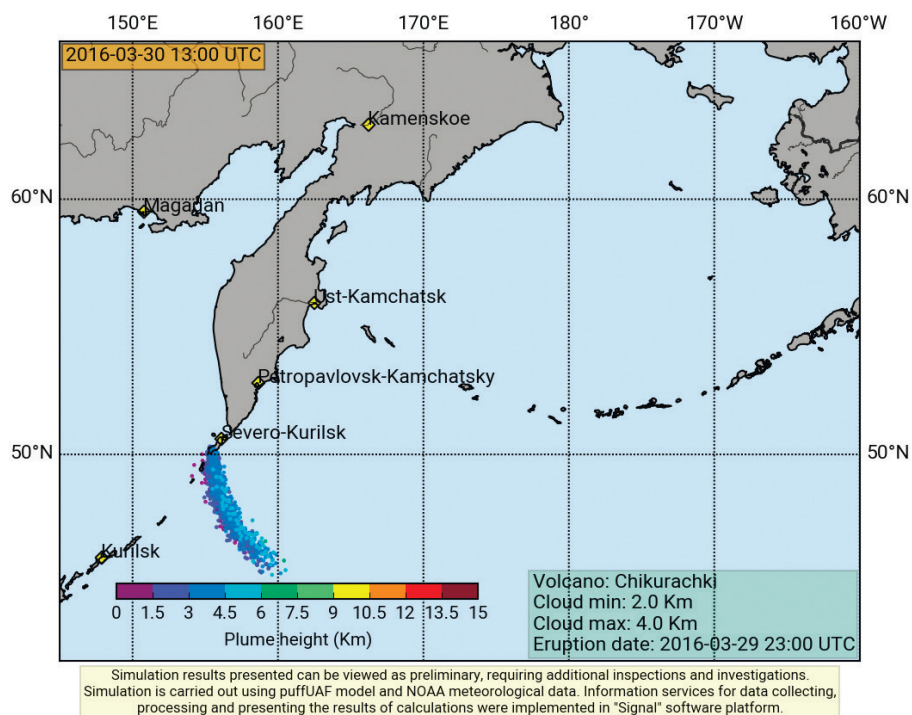 150°E 160°E 170°E 180° 170°W 160°W
2016-03-30 13:00 UTC
Kamenskoe
60°N 60°N
Magadan
Ust-Kamchatsk
Petropavlovsk-Kamchatsky
Severo-Kurilsk
50°N 50°N
Kurilsk
0 1.5 3 4.5 6 7.5 9 10.5 12 13.5 15
Plume height (Km)
Volcano: Chikurachki
Cloud min: 2.0 Km
Cloud max: 4.0 Km
Eruption date: 2016-03-29 23:00 UTC
Simulation results presented can be viewed as preliminary, requiring additional inspections and investigations.
Simulation is carried out using puffUAF model and NOAA meteorological data. Information services for data collecting,
processing and presenting the results of calculations were implemented in "Signal" software platform.